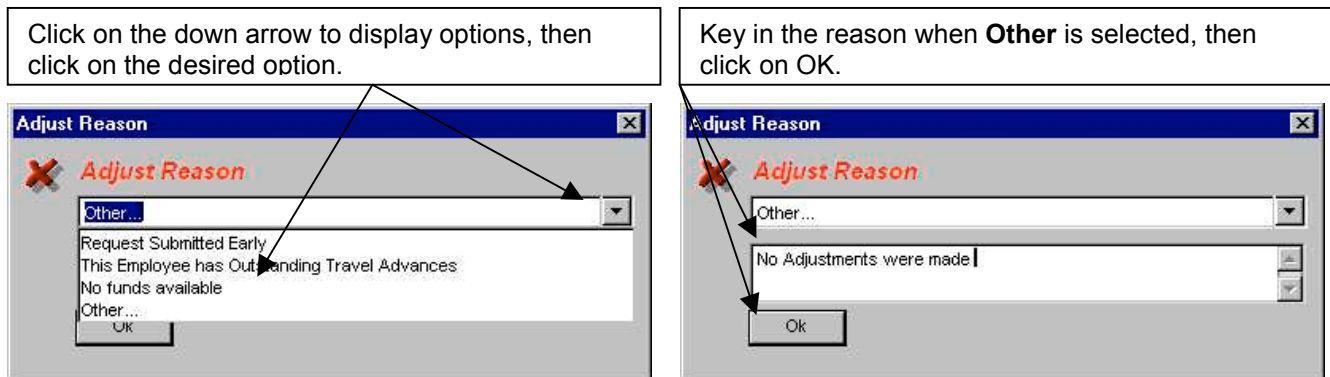 Click on the down arrow to display options, then
click on the desired option.
Adjust Reason
Adjust Reason
Other...
Request Submitted Early
This Employee has Outstanding Travel Advances
No funds available
Other...
Ok
Key in the reason when Other is selected, then
click on OK.
Adjust Reason
Adjust Reason
Other...
No Adjustments were made
Ok